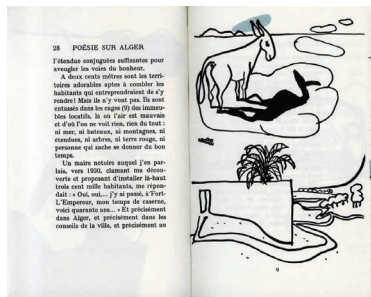 28 POÉSIE SUR ALGER
l'étendue conjuguées suffisantes pour
aveugler les voies du bonheur.
A deux cents mètres sont les terri-
toires adorables aptes à combler les
habitants qui entreprendraient de s'y
rendre! Mais ils n'y vont pas. Ils sont
entassés dans les cages (9) des immeu-
bles locatifs, là où l'air est mauvais
et d'où l'on ne voit rien, rien du tout :
ni mer, ni bateaux, ni montagnes, ni
étendues, ni arbres, ni terre rouge, ni
personne qui sache se donner du bon
temps.
Un maire notoire auquel j'en par-
lais, vers 1930, clamant ma décou-
verte et proposant d'installer là-haut
trois cent mille habitants, me répon-
dait : « Oui, oui,... j'y ai passé, à Fort-
L'Empereur, mon temps de caserne,
voici quarante ans... » Et précisément
dans Alger, et précisément dans les
conseils de la ville, et précisément au
9